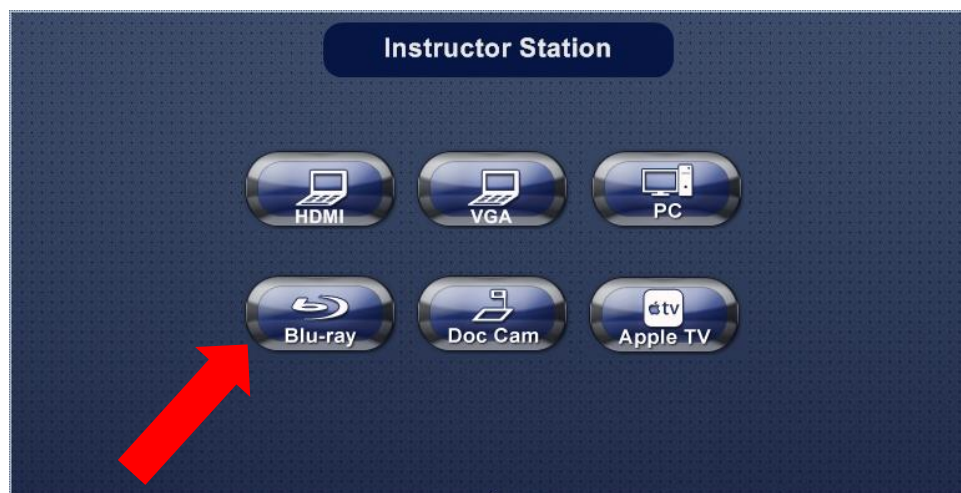 Instructor Station
HDMI
VGA
PC
Blu-ray
Doc Cam
tv
Apple TV